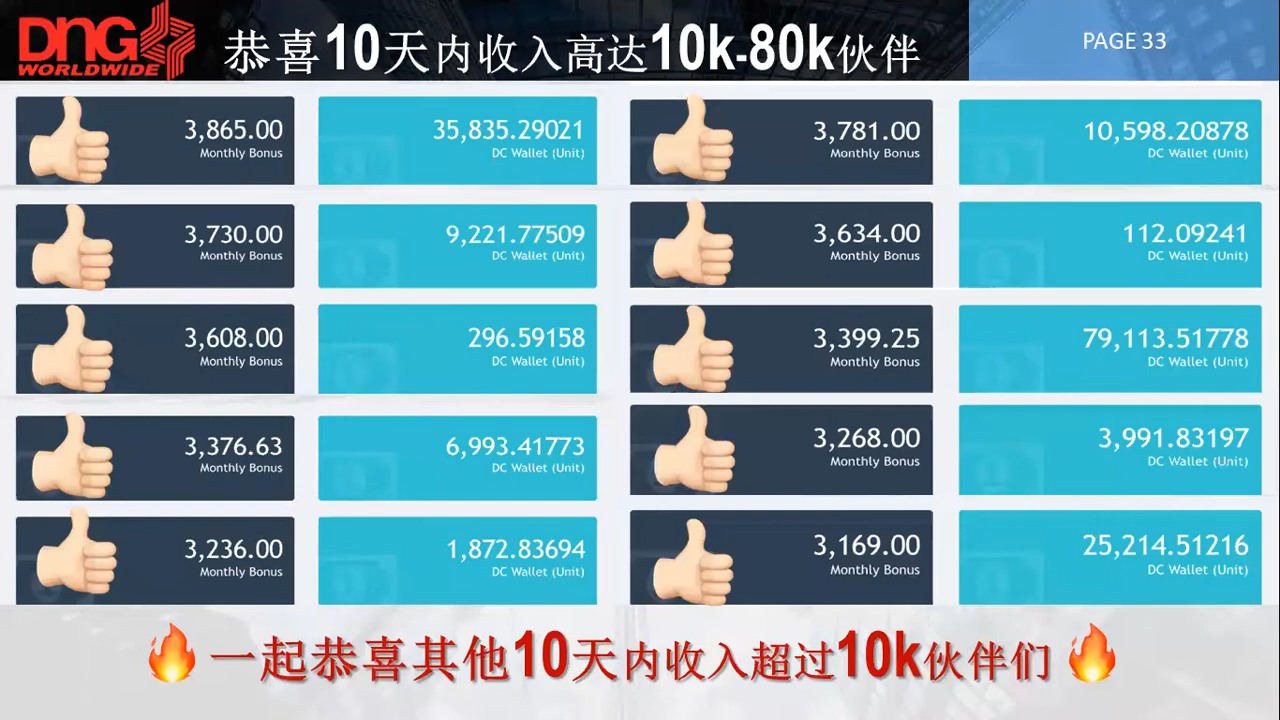 DNG
WORLDWIDE
恭喜10天内收入高达10k-80k伙伴
PAGE 33
3,865.00
Monthly Bonus
35,835.29021
DC Wallet (Unit)
3,781.00
Monthly Bonus
10,598.20878
DC Wallet (Unit)
3,730.00
Monthly Bonus
9,221.77509
DC Wallet (Unit)
3,634.00
Monthly Bonus
112.09241
DC Wallet (Unit)
3,608.00
Monthly Bonus
296.59158
DC Wallet (Unit)
3,399.25
Monthly Bonus
79,113.51778
DC Wallet (Unit)
3,376.63
Monthly Bonus
6,993.41773
DC Wallet (Unit)
3,268.00
Monthly Bonus
3,991.83197
DC Wallet (Unit)
3,236.00
Monthly Bonus
1,872.83694
DC Wallet (Unit)
3,169.00
Monthly Bonus
25,214.51216
DC Wallet (Unit)
一起恭喜其他10天内收入超过10k伙伴们